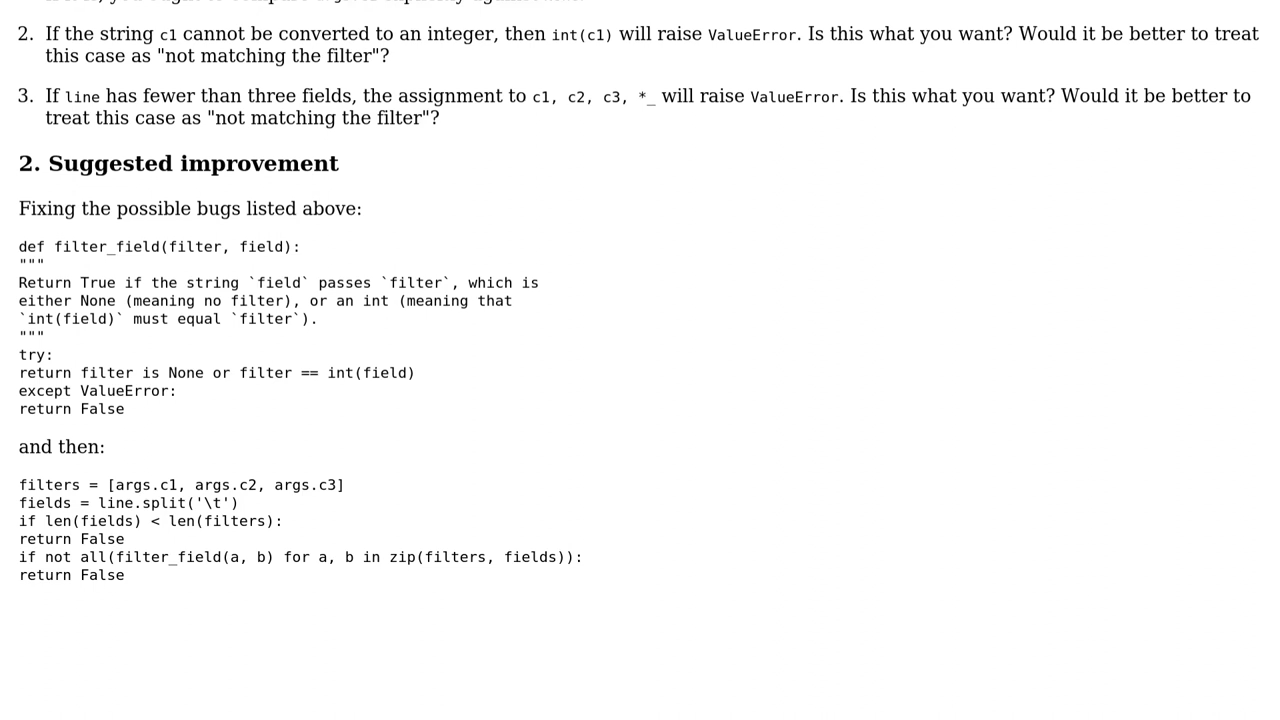 2. If the string c1 cannot be converted to an integer, then int(c1) will raise ValueError. Is this what you want? Would it be better to treat
this case as "not matching the filter"?
3. If line has fewer than three fields, the assignment to c1, c2, c3, *_ will raise ValueError. Is this what you want? Would it be better to
treat this case as "not matching the filter"?
2. Suggested improvement
Fixing the possible bugs listed above:
def filter_field(filter, field):
"""
Return True if the string `field` passes `filter`, which is
either None (meaning no filter), or an int (meaning that
`int(field)` must equal `filter`).
"""
try:
return filter is None or filter == int(field)
except ValueError:
return False
and then:
filters = [args.c1, args.c2, args.c3]
fields = line.split('\t')
if len(fields) < len(filters):
return False
if not all(filter_field(a, b) for a, b in zip(filters, fields)):
return False